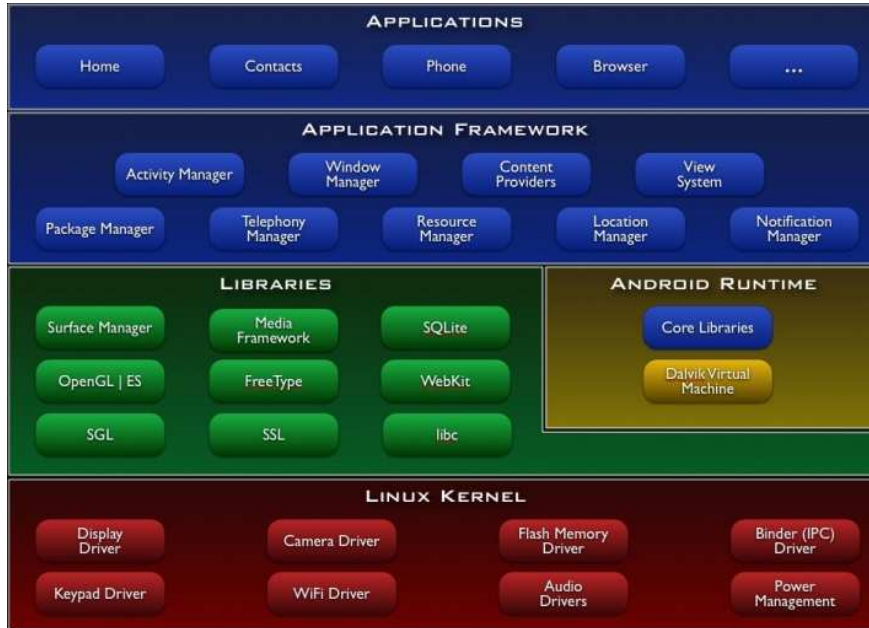 APPLICATIONS
Home
Contacts
Phone
Browser
...
APPLICATION FRAMEWORK
Activity Manager
Window
Manager
Content
Providers
View
System
Package Manager
Telephony
Manager
Resource
Manager
Location
Manager
Notification
Manager
LIBRARIES
Surface Manager
Media
Framework
SQLite
OpenGL | ES
FreeType
WebKit
SGL
SSL
libc
ANDROID RUNTIME
Core Libraries
Dalvik Virtual
Machine
LINUX KERNEL
Display
Driver
Camera Driver
Flash Memory
Driver
Binder (IPC)
Driver
Keypad Driver
WiFi Driver
Audio
Drivers
Power
Management